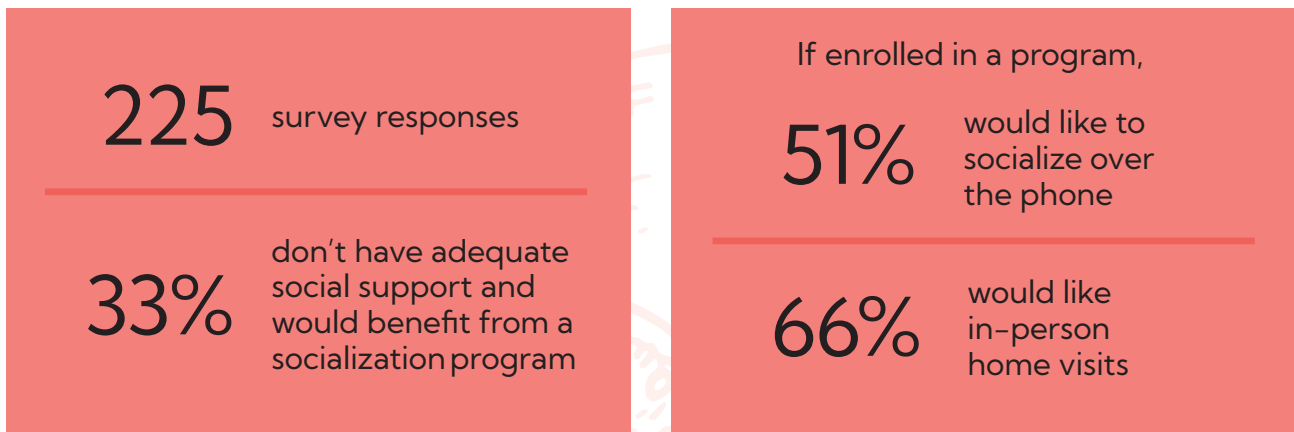 225 survey responses
33% don't have adequate
social support and
would benefit from a
socialization program
If enrolled in a program,
51% would like to
socialize over
the phone
66% would like
in-person
home visits